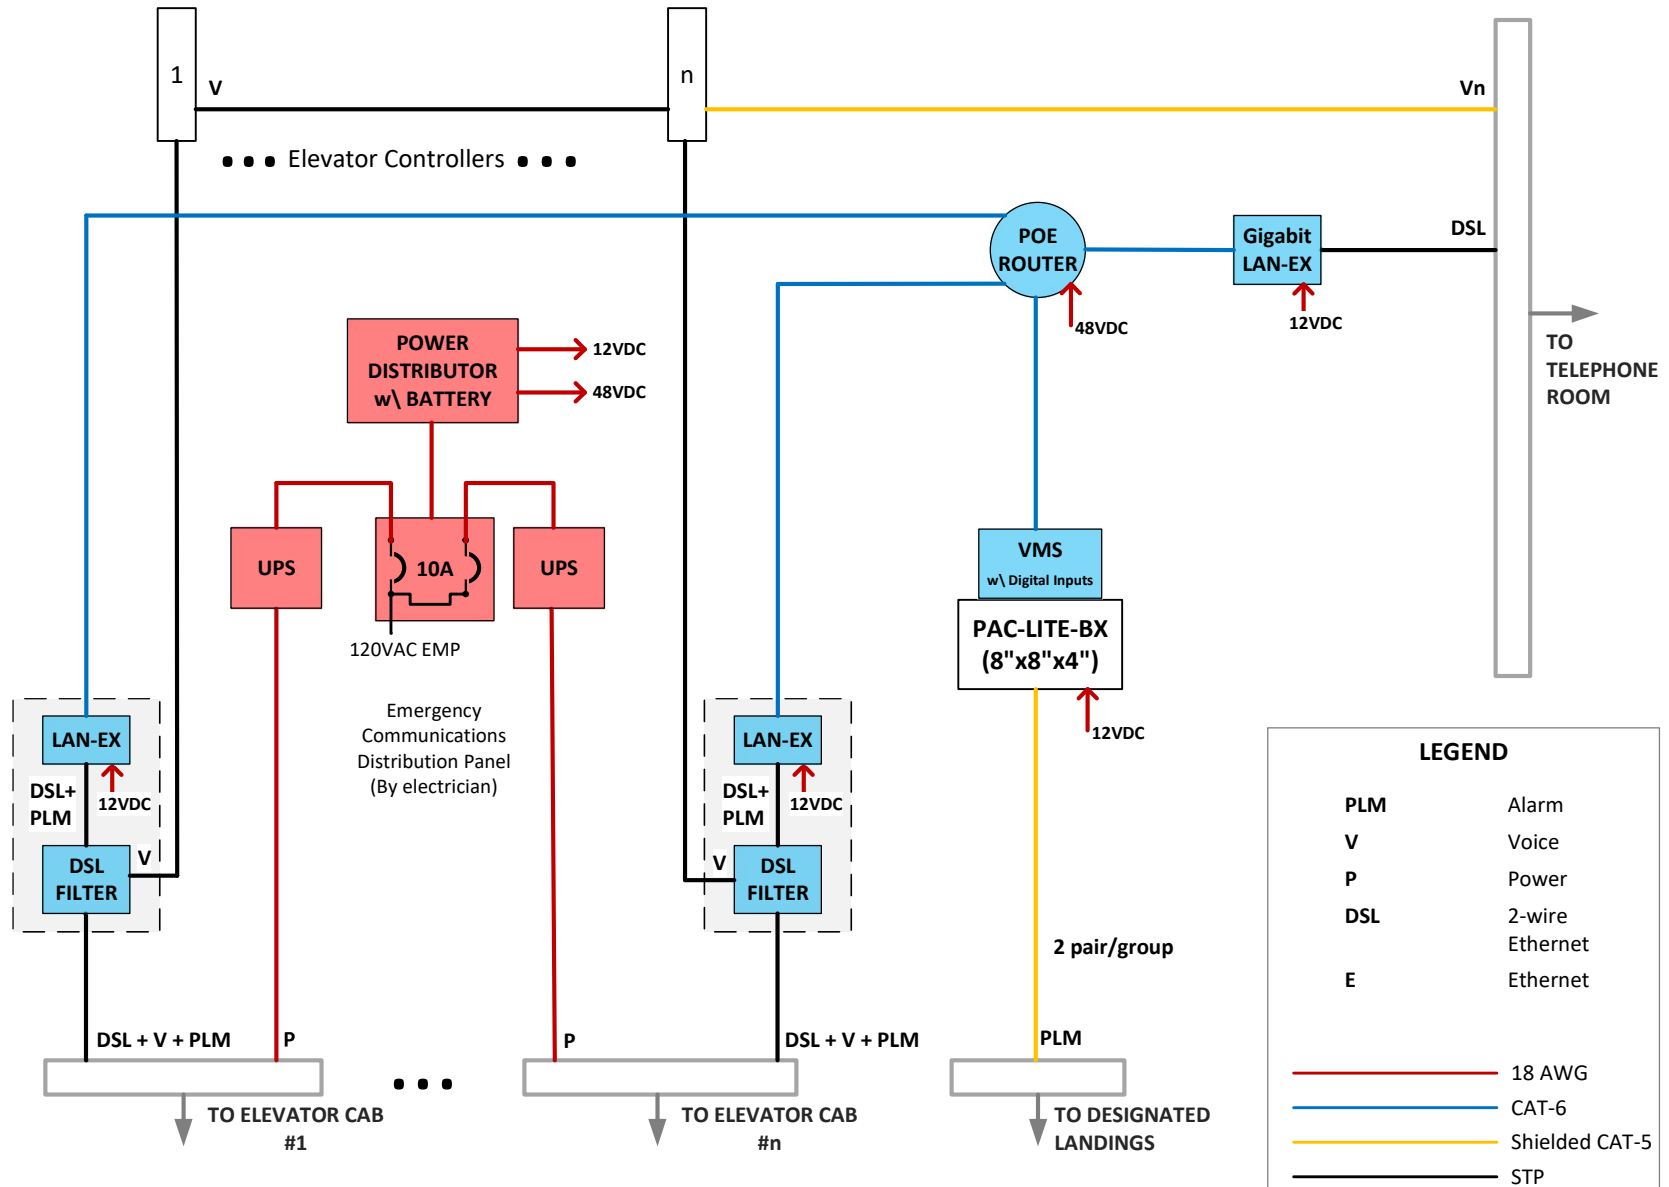 1
V
n
Vn
Elevator Controllers
POE
ROUTER
Gigabit
LAN-EX
DSL
48VDC
12VDC
TO
TELEPHONE
ROOM
POWER
DISTRIBUTOR
w\ BATTERY
12VDC
48VDC
UPS
10A
UPS
120VAC EMP
Emergency
Communications
Distribution Panel
(By electrician)
VMS
w\ Digital Inputs
PAC-LITE-BX
(8"x8"x4")
12VDC
LAN-EX
DSL+
PLM
12VDC
V
DSL
FILTER
LAN-EX
DSL+
PLM
12VDC
V
DSL
FILTER
2 pair/group
DSL + V + PLM
P
P
DSL + V + PLM
PLM
TO ELEVATOR CAB
#1
TO ELEVATOR CAB
#n
TO DESIGNATED
LANDINGS
LEGEND
PLM Alarm
V Voice
P Power
DSL 2-wire
Ethernet
E Ethernet
18 AWG
CAT-6
Shielded CAT-5
STP